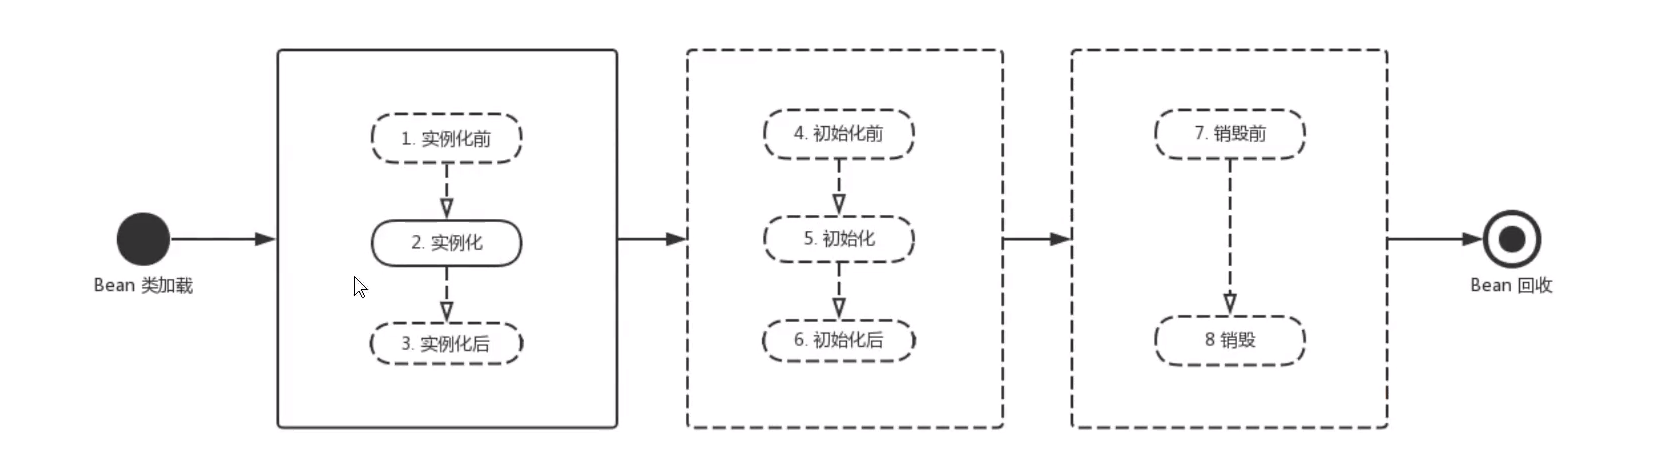 Bean 类加载
1. 实例化前
2. 实例化
3. 实例化后
4. 初始化前
5. 初始化
6. 初始化后
7. 销毁前
8 销毁
Bean 回收